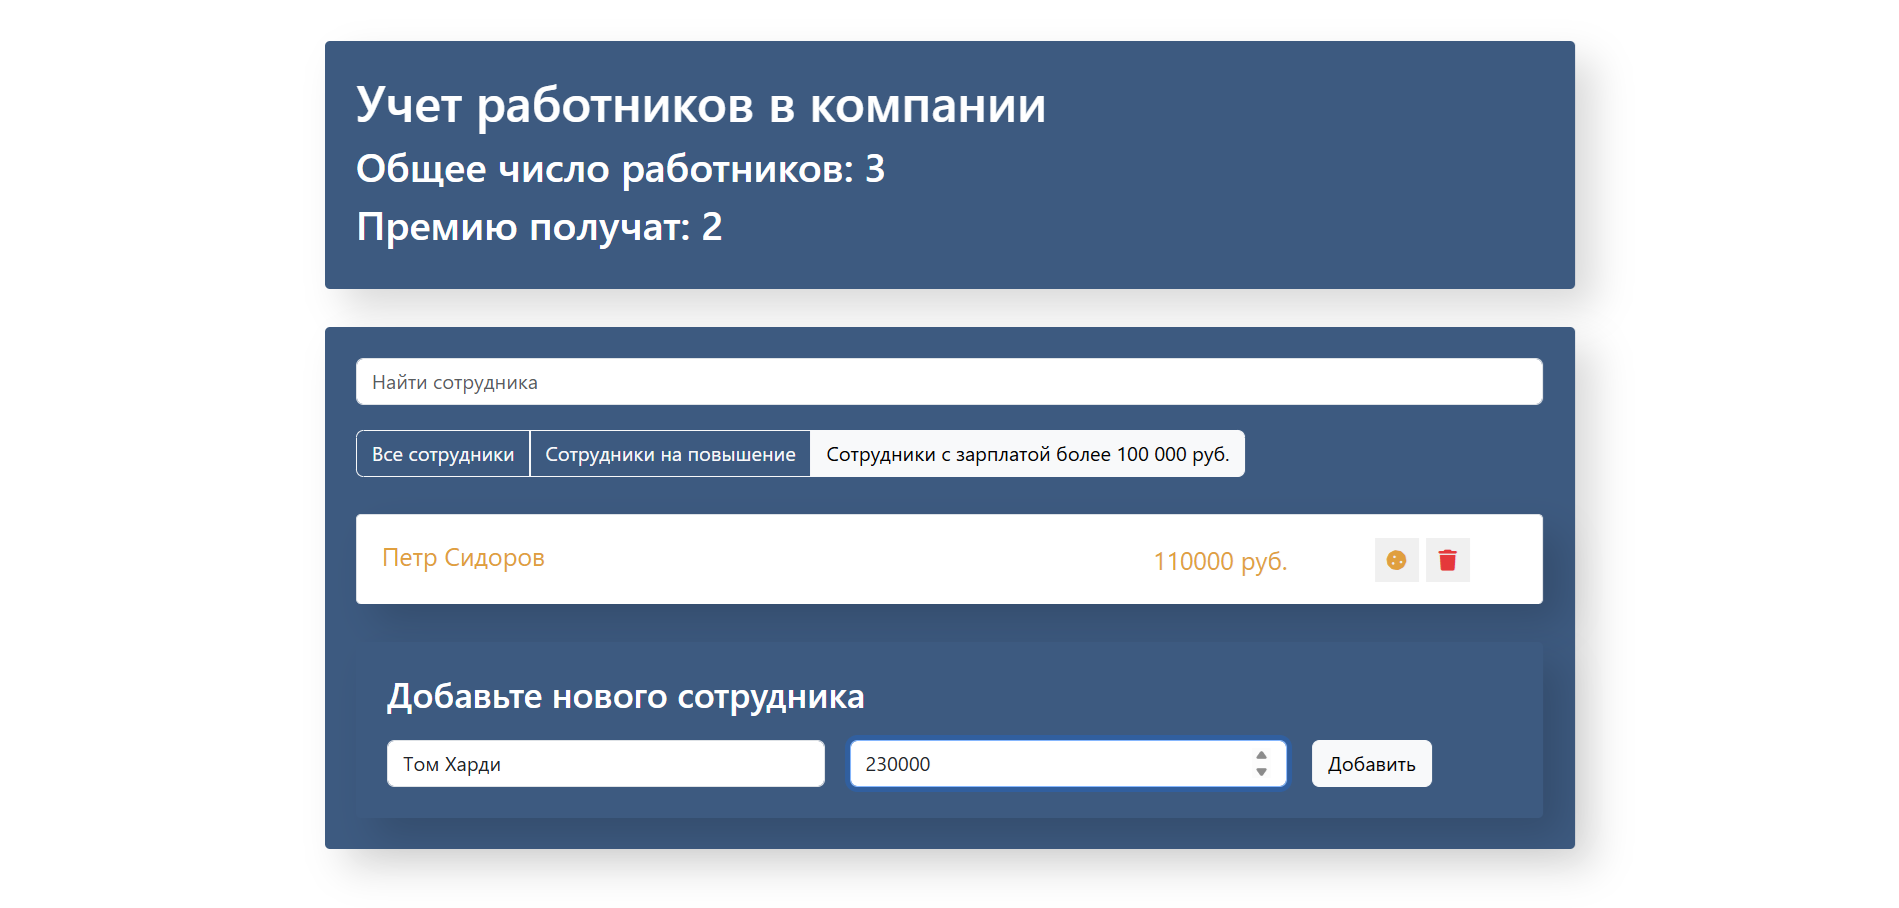 Учет работников в компании
Общее число работников: 3
Премию получат: 2
Найти сотрудника
Все сотрудники Сотрудники на повышение Сотрудники с зарплатой более 100 000 руб.
Петр Сидоров 110000 руб.
Добавьте нового сотрудника
Том Харди 230000 Добавить